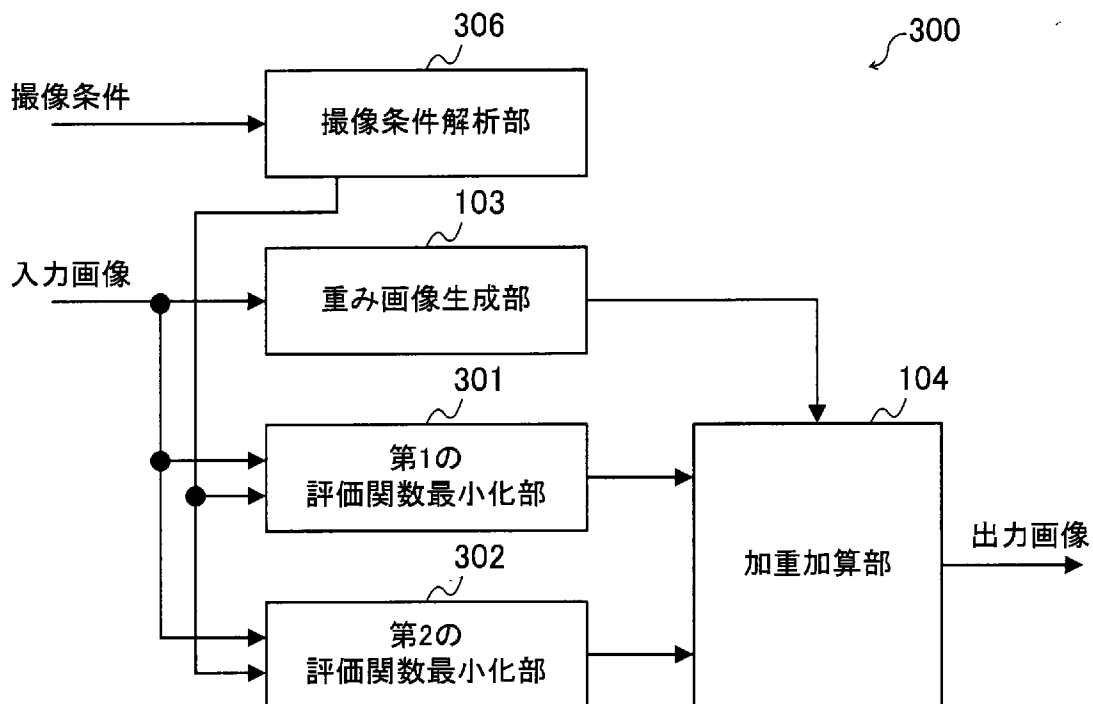 306
300
撮像条件
撮像条件解析部
103
入力画像
重み画像生成部
301
104
第1の
評価関数最小化部
出力画像
302
加重加算部
第2の
評価関数最小化部